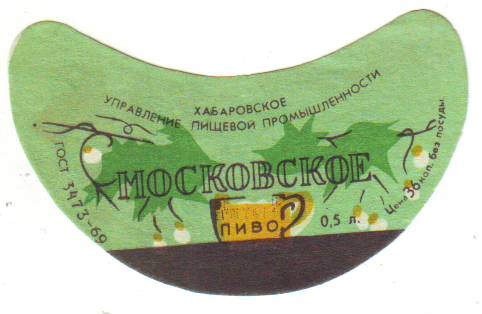 ХАБАРОВСКОЕ
УПРАВЛЕНИЕ ПИЩЕВОЙ ПРОМЫШЛЕННОСТИ
ГОСТ 3473-69
МОСКОВСКОЕ
ПИВО
0,5 л.
Цена 36 коп. без посуды